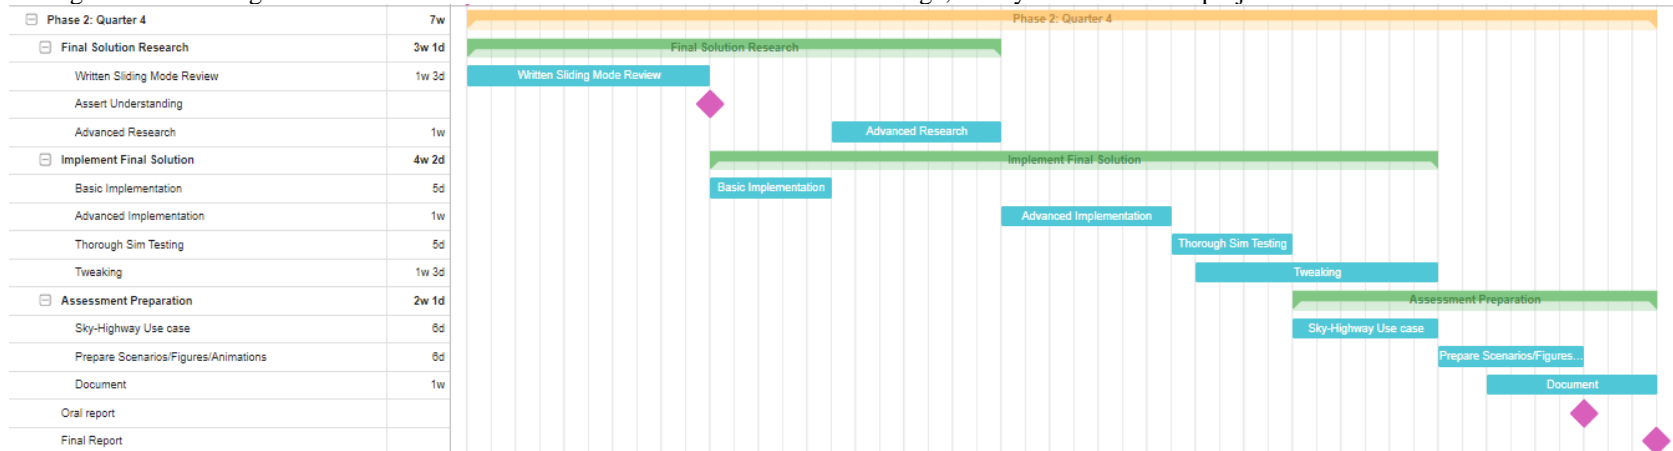 Phase 2: Quarter 4 7w Phase 2: Quarter 4
Final Solution Research 3w 1d Final Solution Research
Written Sliding Mode Review 1w 3d Written Sliding Mode Review
Assert Understanding
Advanced Research 1w Advanced Research
Implement Final Solution 4w 2d Implement Final Solution
Basic Implementation 5d Basic Implementation
Advanced Implementation 1w Advanced Implementation
Thorough Sim Testing 5d Thorough Sim Testing
Tweaking 1w 3d Tweaking
Assessment Preparation 2w 1d Assessment Preparation
Sky-Highway Use case 6d Sky-Highway Use case
Prepare Scenarios/Figures/Animations 6d Prepare Scenarios/Figures...
Document 1w Document
Oral report
Final Report